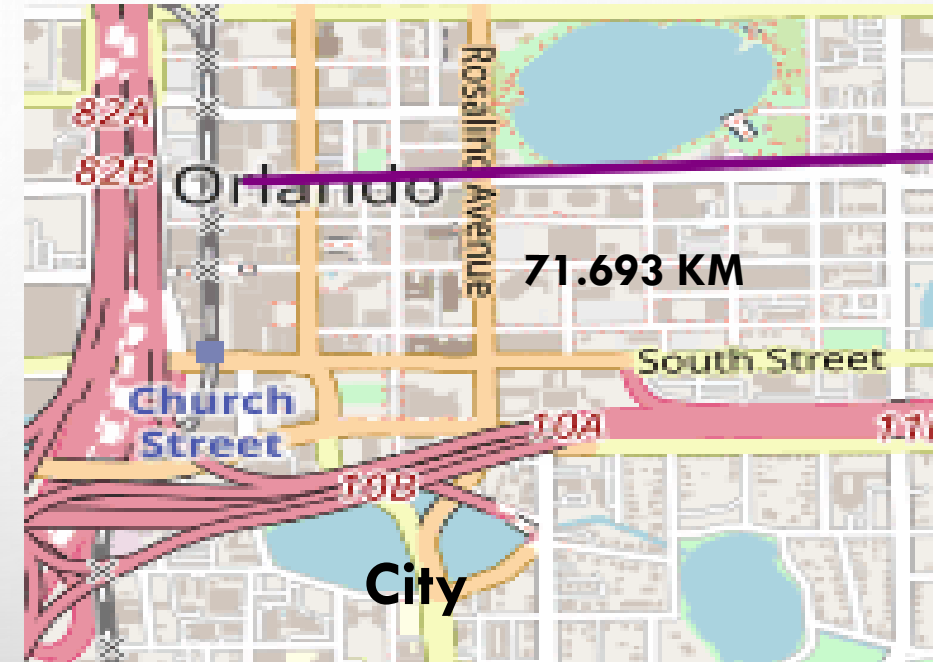 82A
82B
Orlando
Rosalind Avenue
71.693 KM
South Street
Church
Street
10A
10B
City